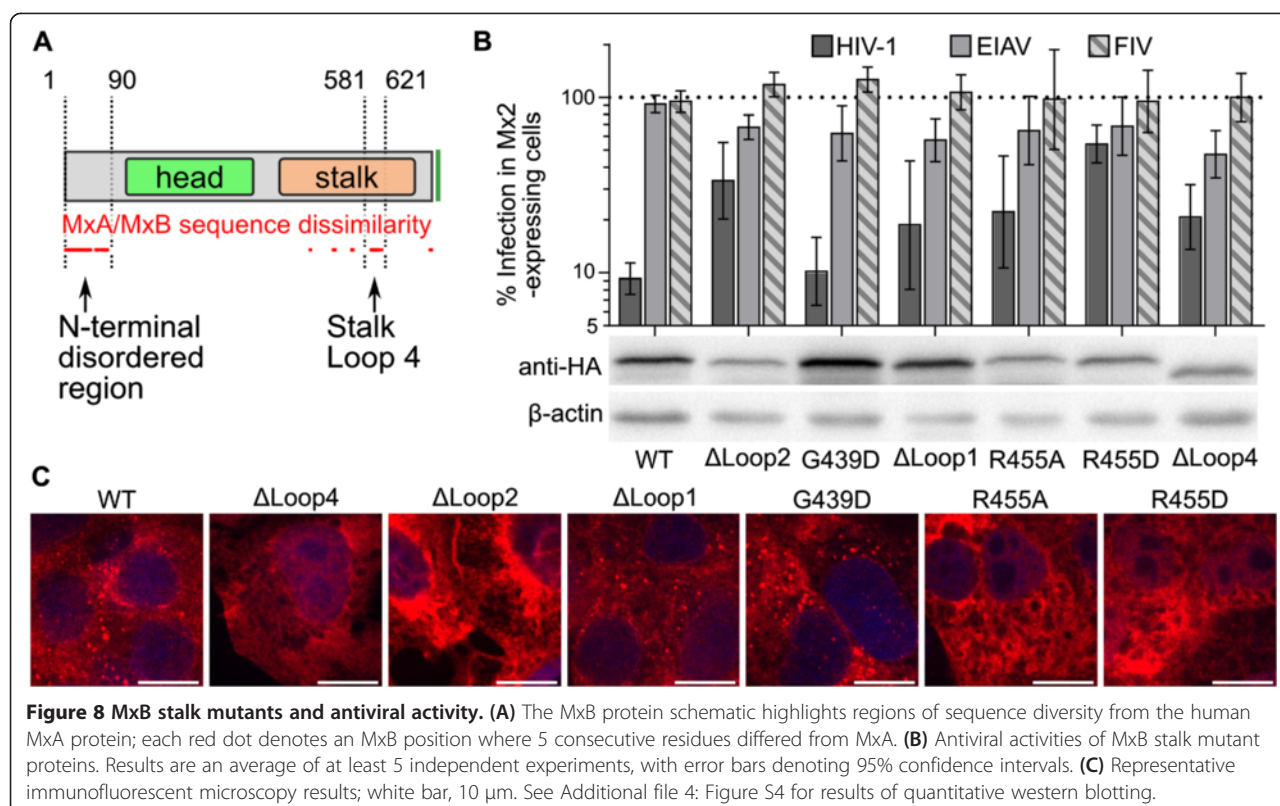 A
1 90 581 621
head stalk
MxA/MxB sequence dissimilarity
N-terminal
disordered
region
Stalk
Loop 4
B
HIV-1 EIAV FIV
% Infection in Mx2
-expressing cells
100
10
5
anti-HA
β-actin
WT ΔLoop2 G439D ΔLoop1 R455A R455D ΔLoop4
C
WT ΔLoop4 ΔLoop2 ΔLoop1 G439D R455A R455D
Figure 8 MxB stalk mutants and antiviral activity. (A) The MxB protein schematic highlights regions of sequence diversity from the human
MxA protein; each red dot denotes an MxB position where 5 consecutive residues differed from MxA. (B) Antiviral activities of MxB stalk mutant
proteins. Results are an average of at least 5 independent experiments, with error bars denoting 95% confidence intervals. (C) Representative
immunofluorescent microscopy results; white bar, 10 μm. See Additional file 4: Figure S4 for results of quantitative western blotting.